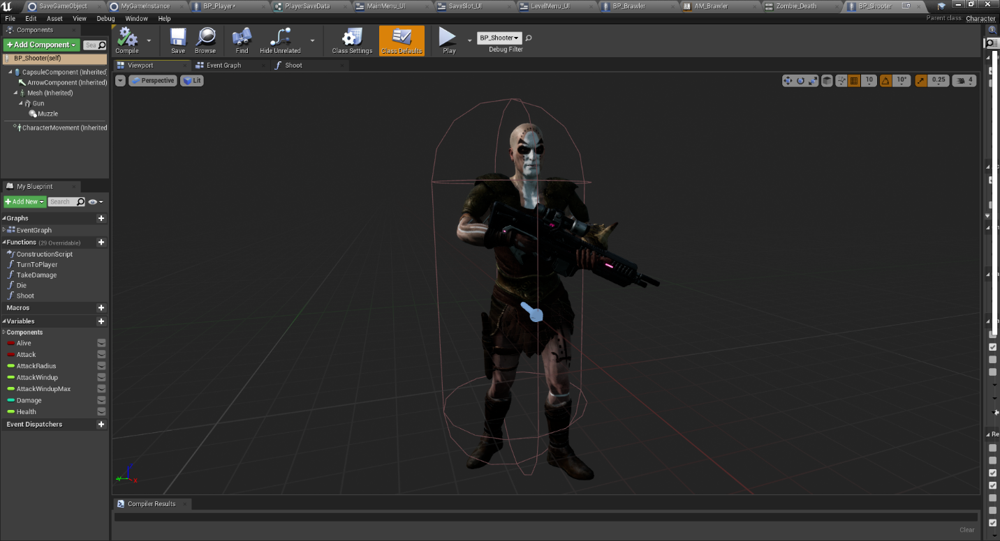 SaveGameObject MyGameInstance BP_Player* PlayerSaveData MainMenu_UI SaveSlot_UI LevelMenu_UI BP_Brawler AM_Brawler Zombie_Death BP_Shooter
File Edit Asset View Debug Window Help
Parent class: Character
Components
+Add Component
Sea
BP_Shooter(self)
CapsuleComponent (Inherited)
ArrowComponent (Inherited)
Mesh (Inherited)
Gun
Muzzle
CharacterMovement (Inherited
My Blueprint
+Add New
Search
Graphs
EventGraph
Functions (29 Overridable)
ConstructionScript
TurnToPlayer
TakeDamage
Die
Shoot
Macros
Variables
Components
Alive
Attack
AttackRadius
AttackWindup
AttackWindupMax
Damage
Health
Event Dispatchers
Compile Save Browse Find Hide Unrelated Class Settings Class Defaults Play
BP_Shooter
Debug Filter
Viewport Event Graph Shoot
Perspective Lit
10 10° 0.25 4
Compiler Results
Clear
Re